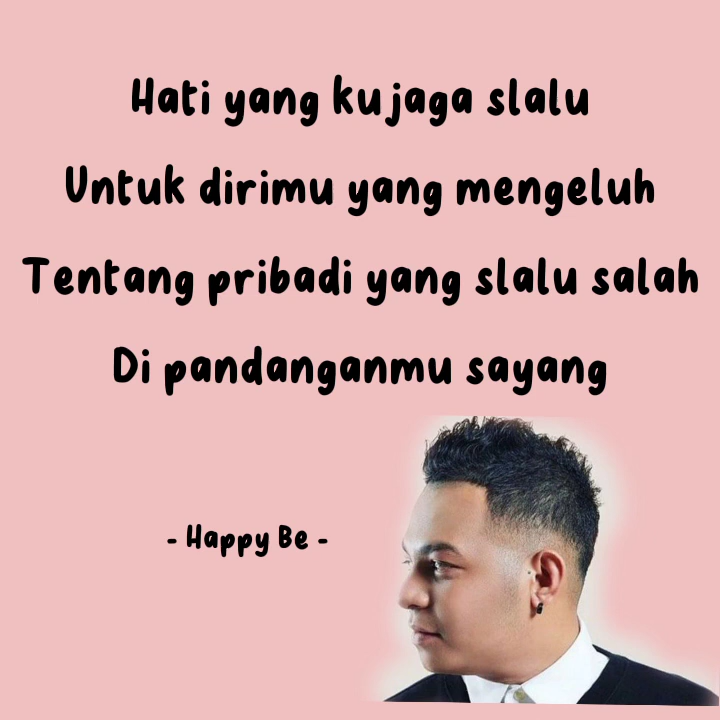 Hati yang kujaga slalu
Untuk dirimu yang mengeluh
Tentang pribadi yang slalu salah
Di pandanganmu sayang
- Happy Be -